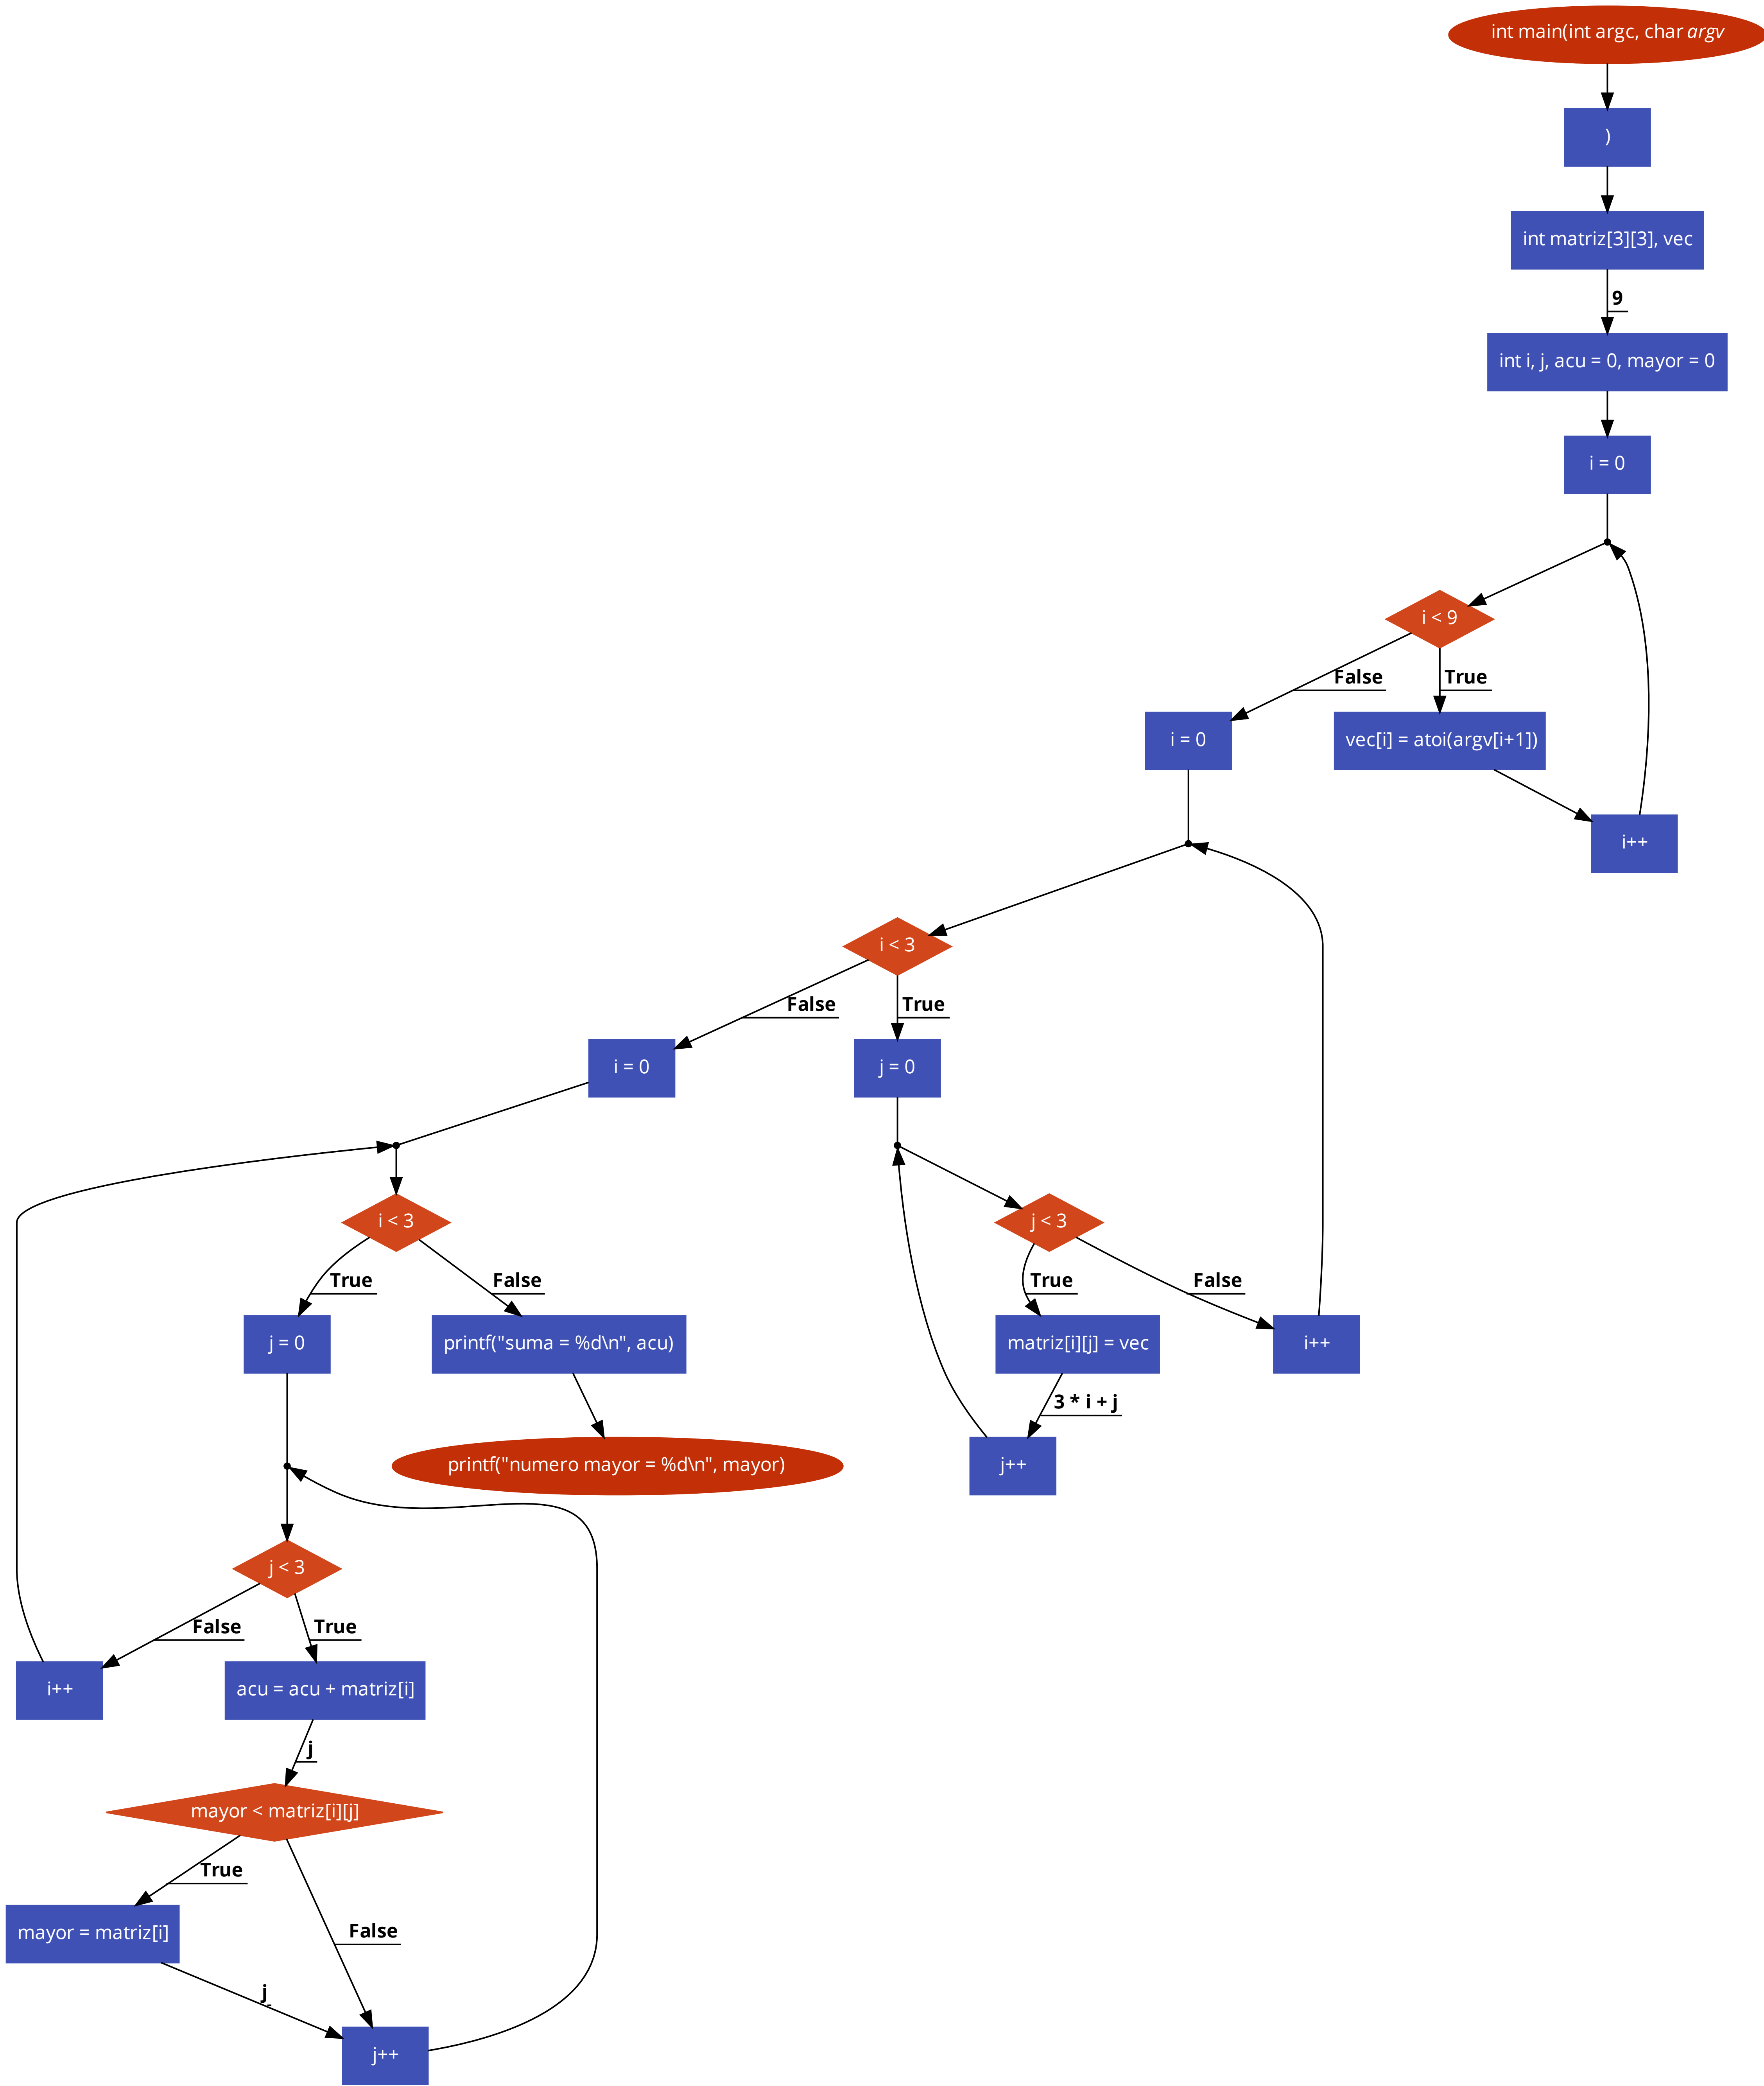 int main(int argc, char argv
)
int matriz[3][3], vec
9
int i, j, acu = 0, mayor = 0
i = 0
i < 9
False
True
i = 0
vec[i] = atoi(argv[i+1])
i++
i < 3
False
True
i = 0
j = 0
i < 3
j < 3
True
False
True
False
j = 0
printf("suma = %d\n", acu)
matriz[i][j] = vec
i++
3 * i + j
printf("numero mayor = %d\n", mayor)
j++
j < 3
False
True
i++
acu = acu + matriz[i]
j
mayor < matriz[i][j]
True
False
mayor = matriz[i]
j
j++